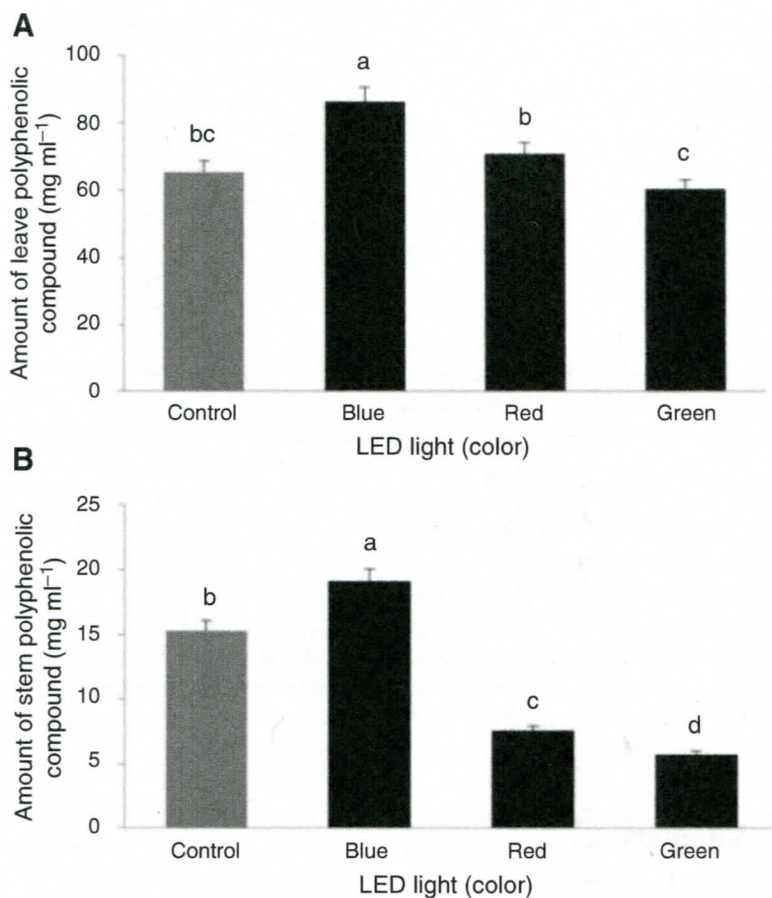 A
Amount of leave polyphenolic
compound (mg ml⁻¹)
100
80
60
40
20
0
bc
a
b
c
Control Blue Red Green
LED light (color)
B
Amount of stem polyphenolic
compound (mg ml⁻¹)
25
20
15
10
5
0
b
a
c
d
Control Blue Red Green
LED light (color)